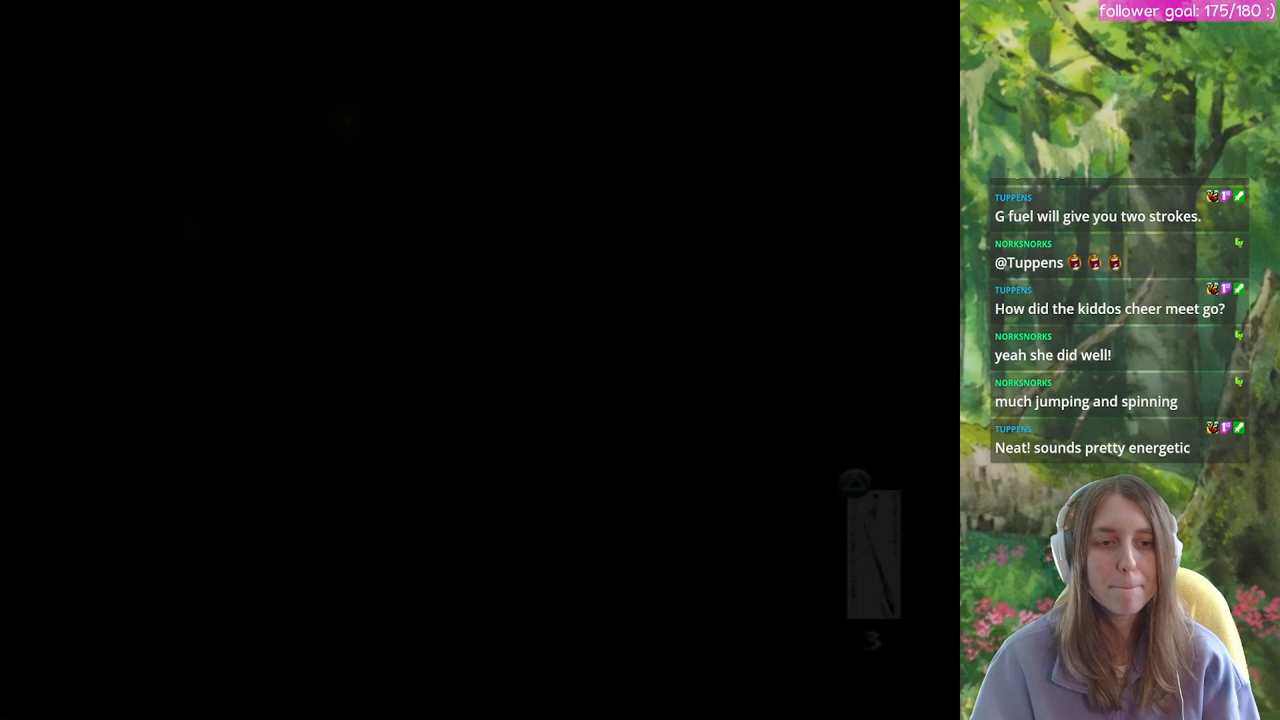 follower goal: 175/180 :)
TUPPENS
G fuel will give you two strokes.
NORKSNORKS
@Tuppens
TUPPENS
How did the kiddos cheer meet go?
NORKSNORKS
yeah she did well!
NORKSNORKS
much jumping and spinning
TUPPENS
Neat! sounds pretty energetic
3